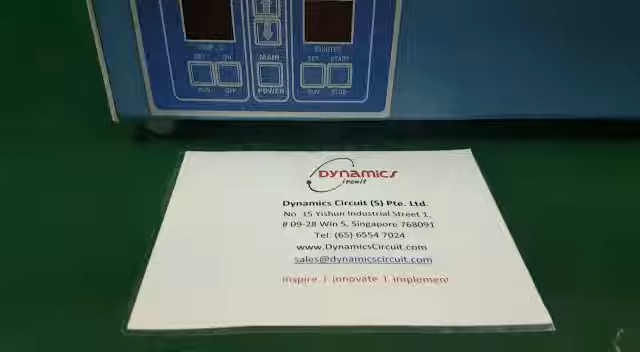 TEMP °C
MINUTES
SET ON
MAIN
SET START
RUN OFF
POWER
RUN STOP
DYNAMICS
circuit
Dynamics Circuit (S) Pte. Ltd.
No 15 Yishun Industrial Street 1,
# 09-28 Win 5, Singapore 768091
Tel: (65) 6554 7024
www.DynamicsCircuit.com
sales@dynamicscircuit.com
inspire | innovate | implement